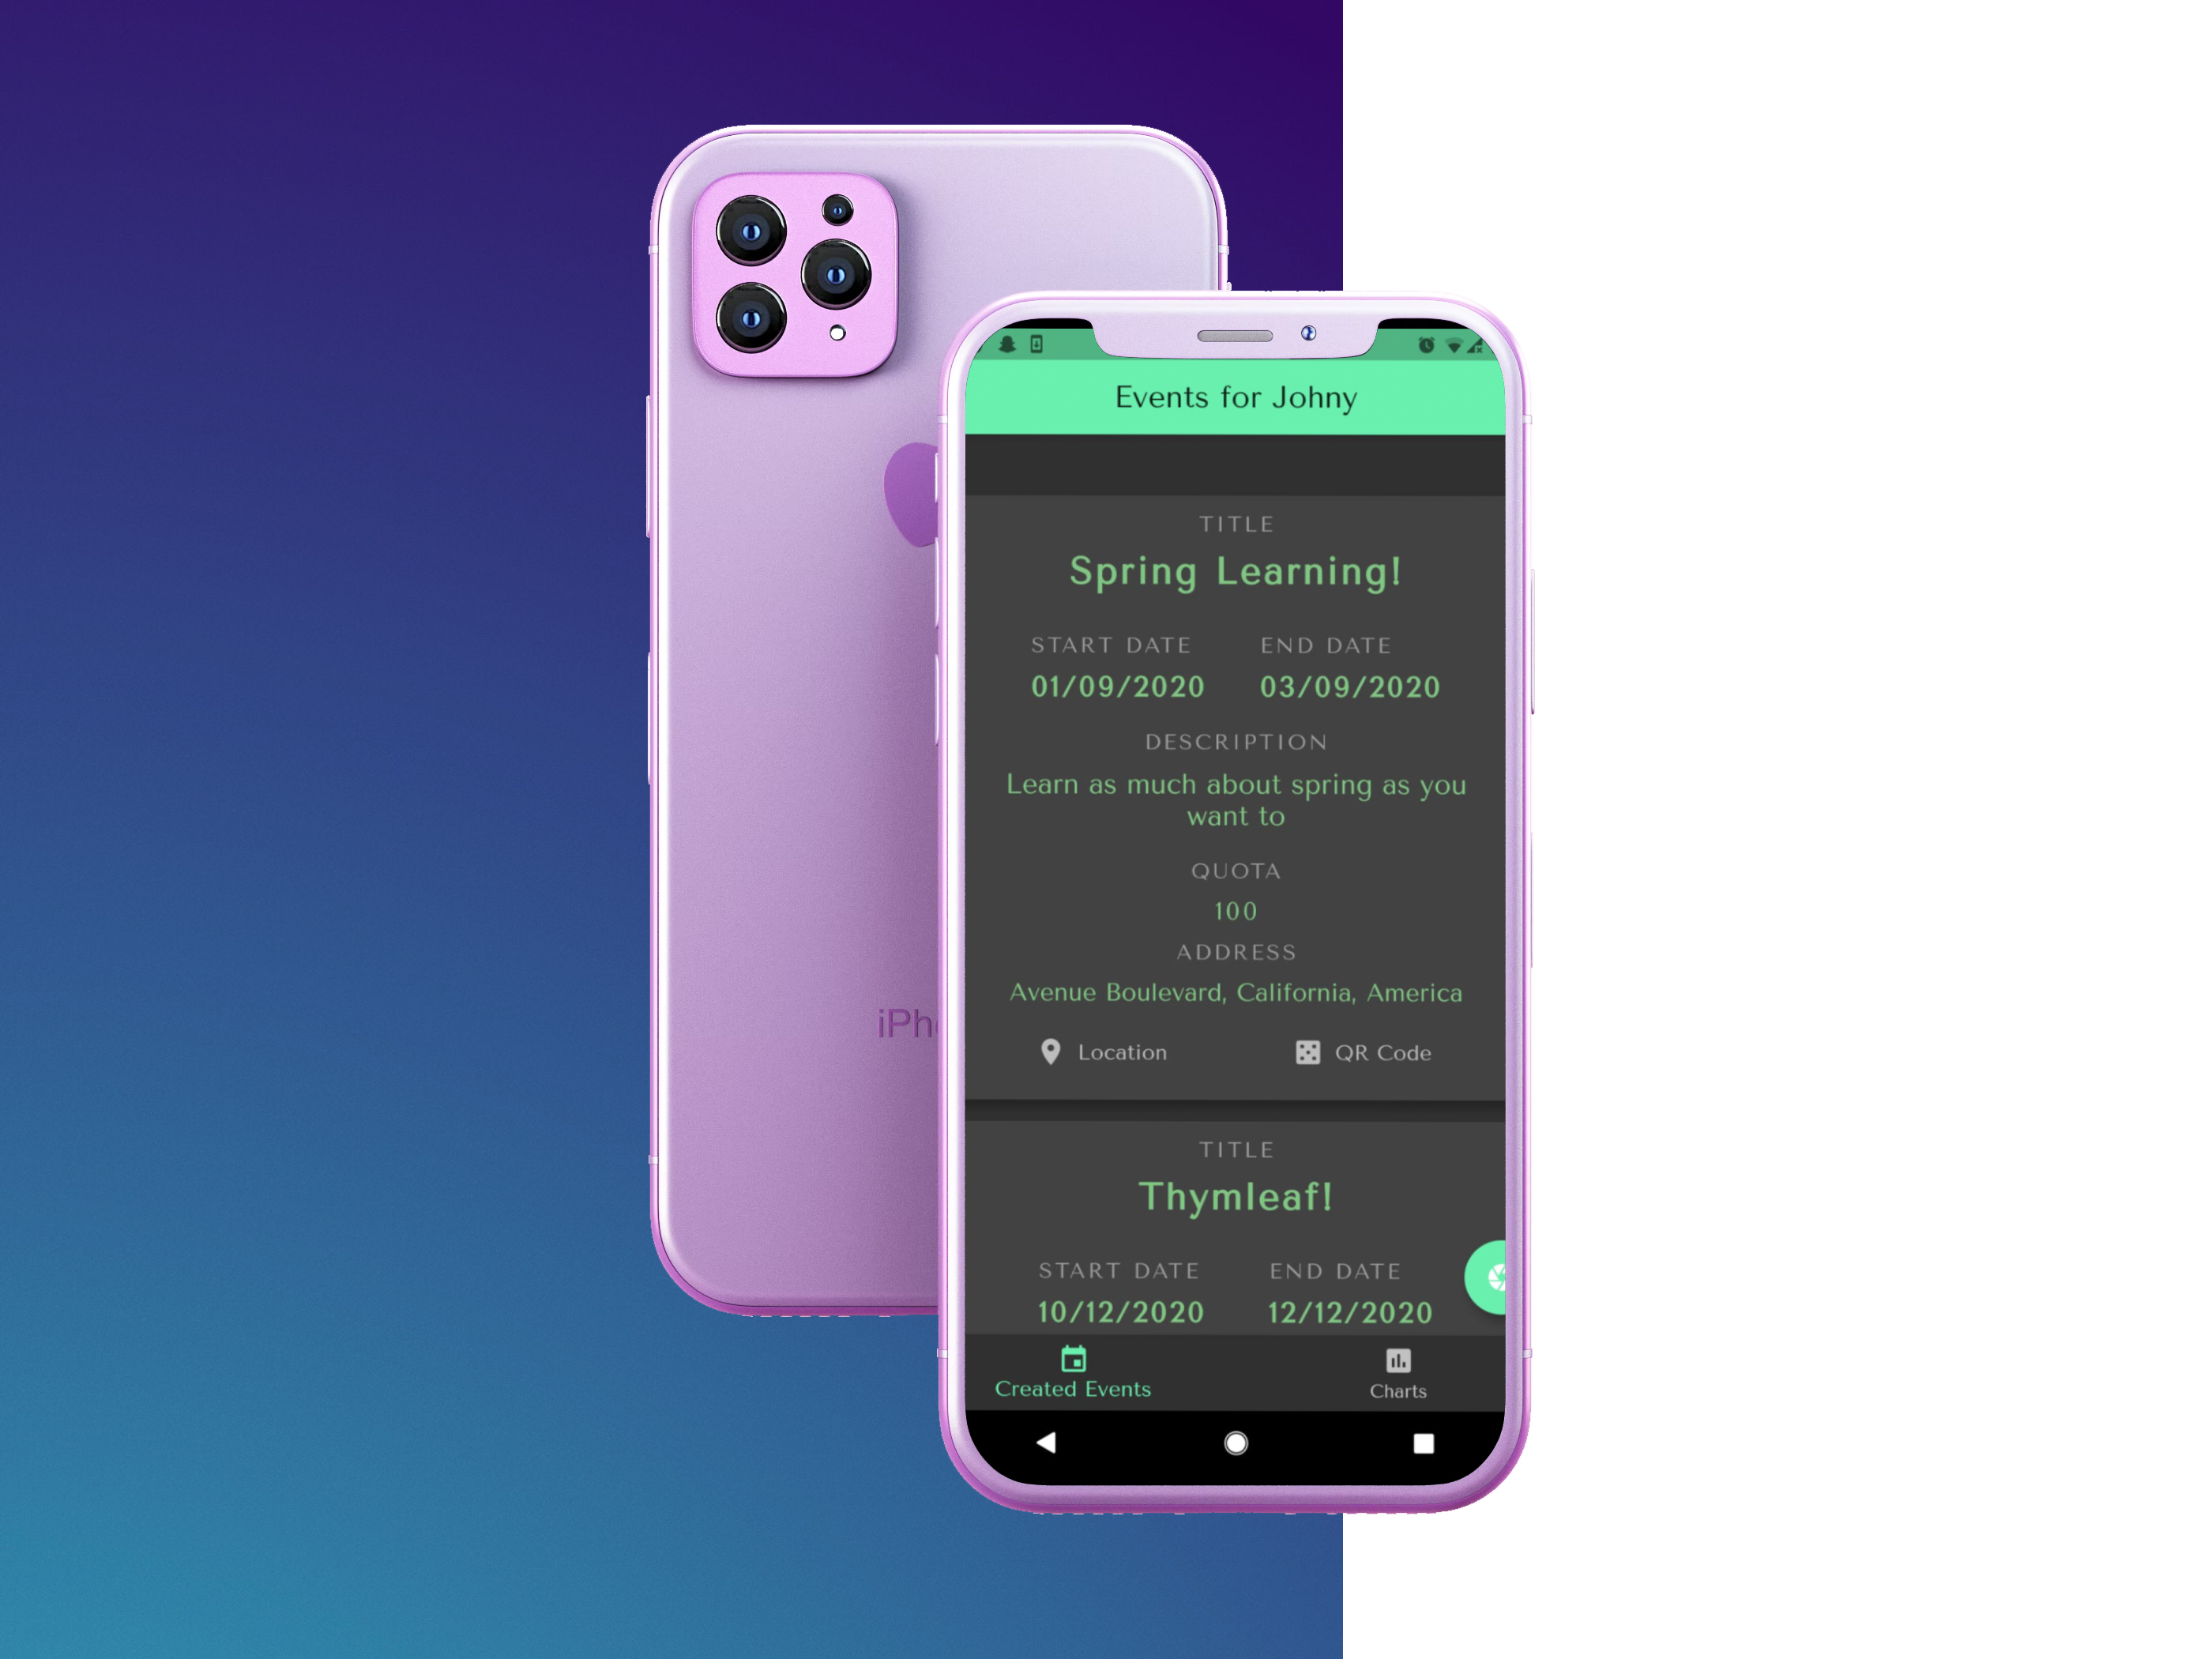 Events for Johny
TITLE
Spring Learning!
START DATE END DATE
01/09/2020 03/09/2020
DESCRIPTION
Learn as much about spring as you
want to
QUOTA
100
ADDRESS
Avenue Boulevard, California, America
Location QR Code
TITLE
Thymleaf!
START DATE END DATE
10/12/2020 12/12/2020
Created Events Charts